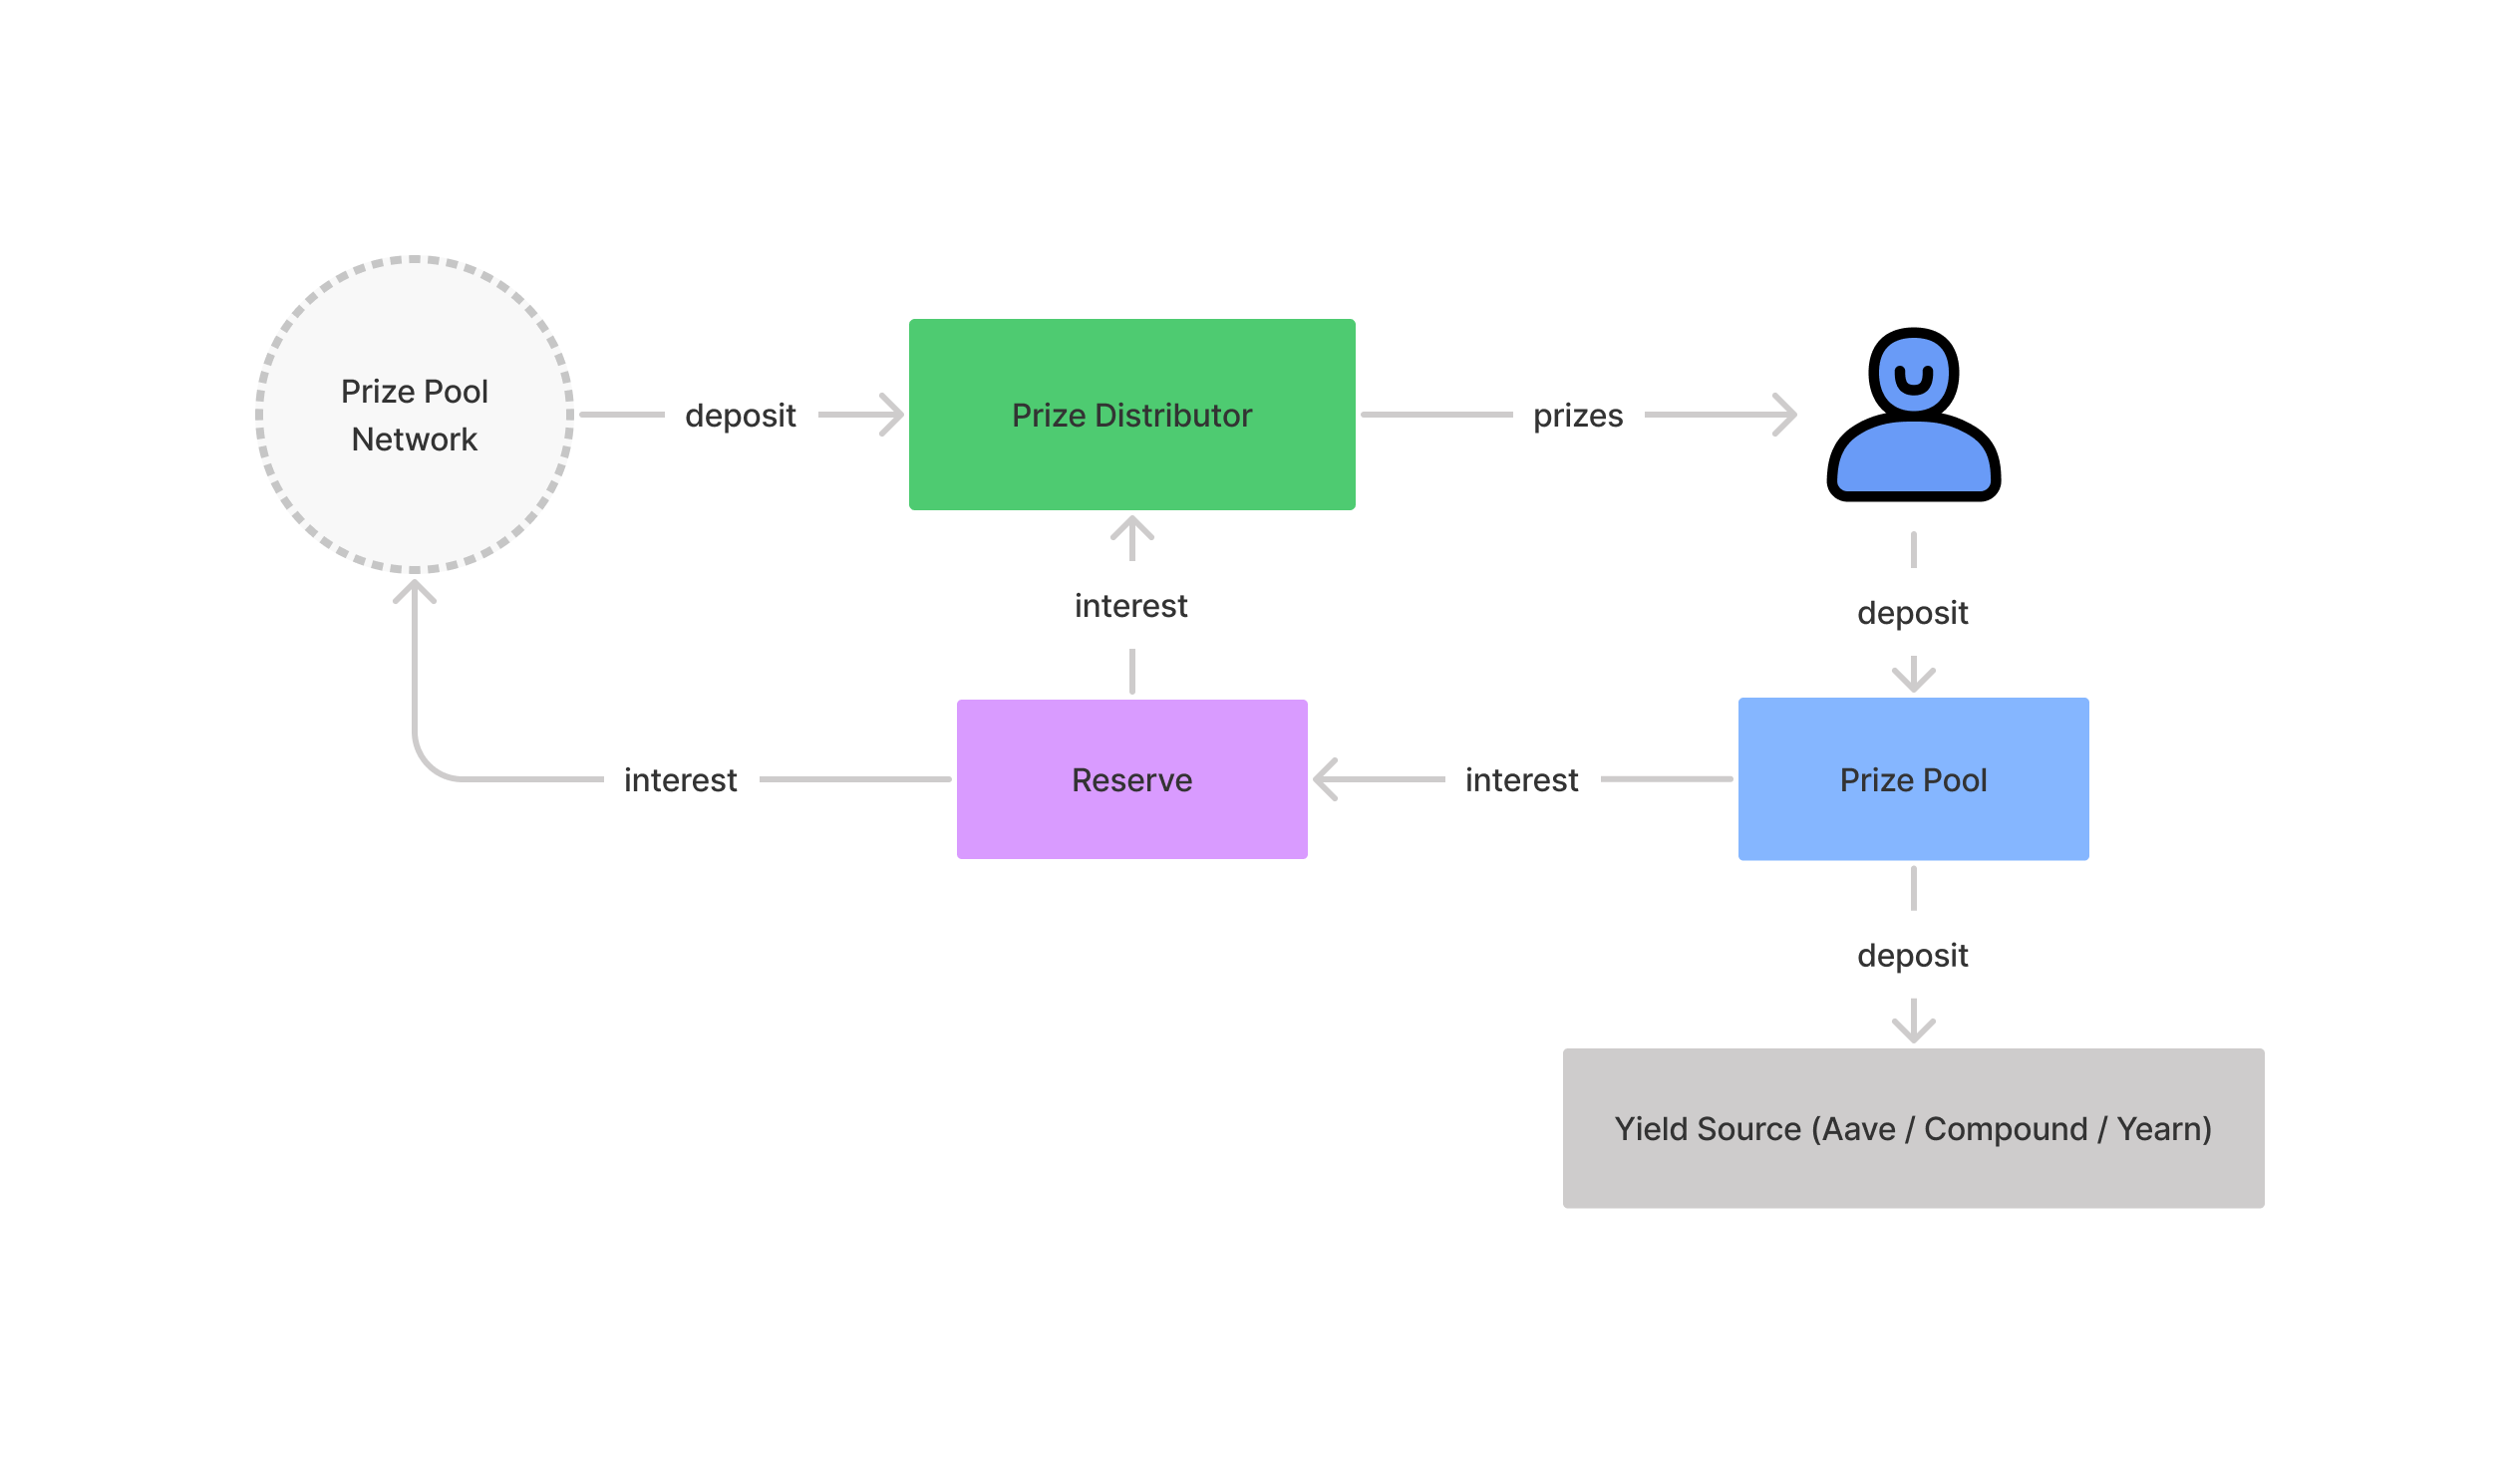 Prize Pool
Network
deposit
Prize Distributor
prizes
interest
deposit
interest
Reserve
interest
Prize Pool
deposit
Yield Source (Aave / Compound / Yearn)